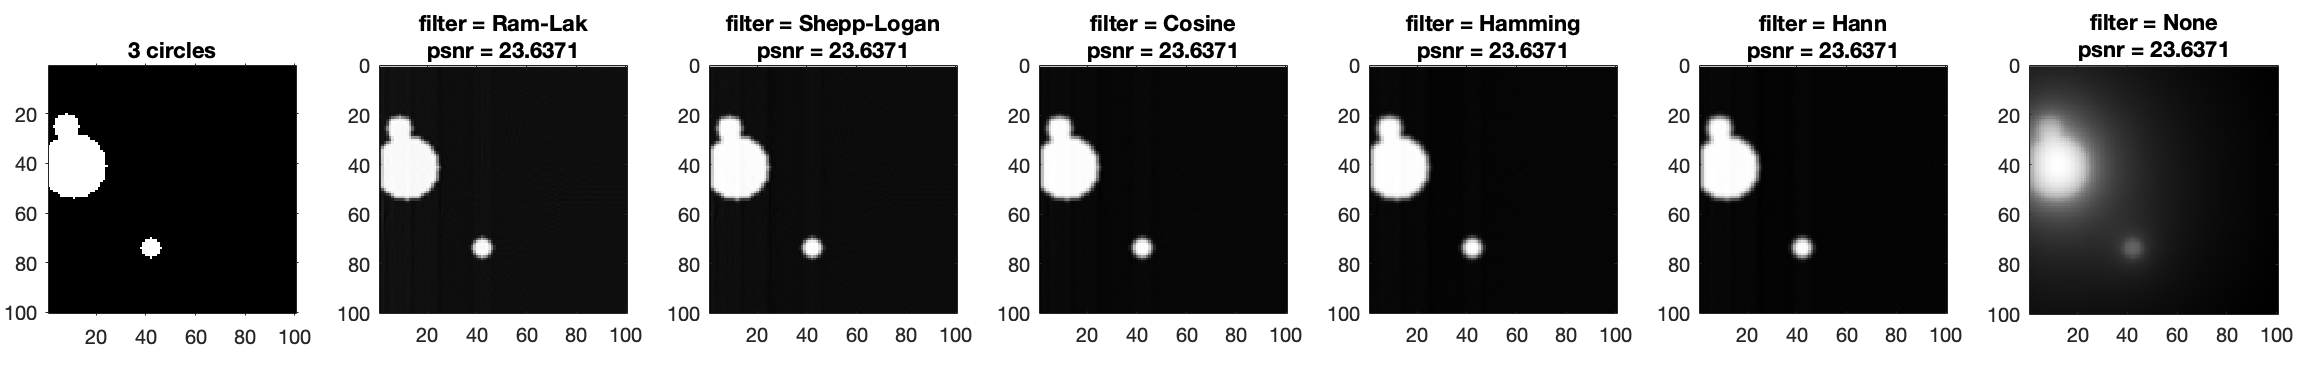 3 circles
20
40
60
80
100
20 40 60 80 100
filter = Ram-Lak
psnr = 23.6371
0
20
40
60
80
100
20 40 60 80 100
filter = Shepp-Logan
psnr = 23.6371
0
20
40
60
80
100
20 40 60 80 100
filter = Cosine
psnr = 23.6371
0
20
40
60
80
100
20 40 60 80 100
filter = Hamming
psnr = 23.6371
0
20
40
60
80
100
20 40 60 80 100
filter = Hann
psnr = 23.6371
0
20
40
60
80
100
20 40 60 80 100
filter = None
psnr = 23.6371
0
20
40
60
80
100
20 40 60 80 100